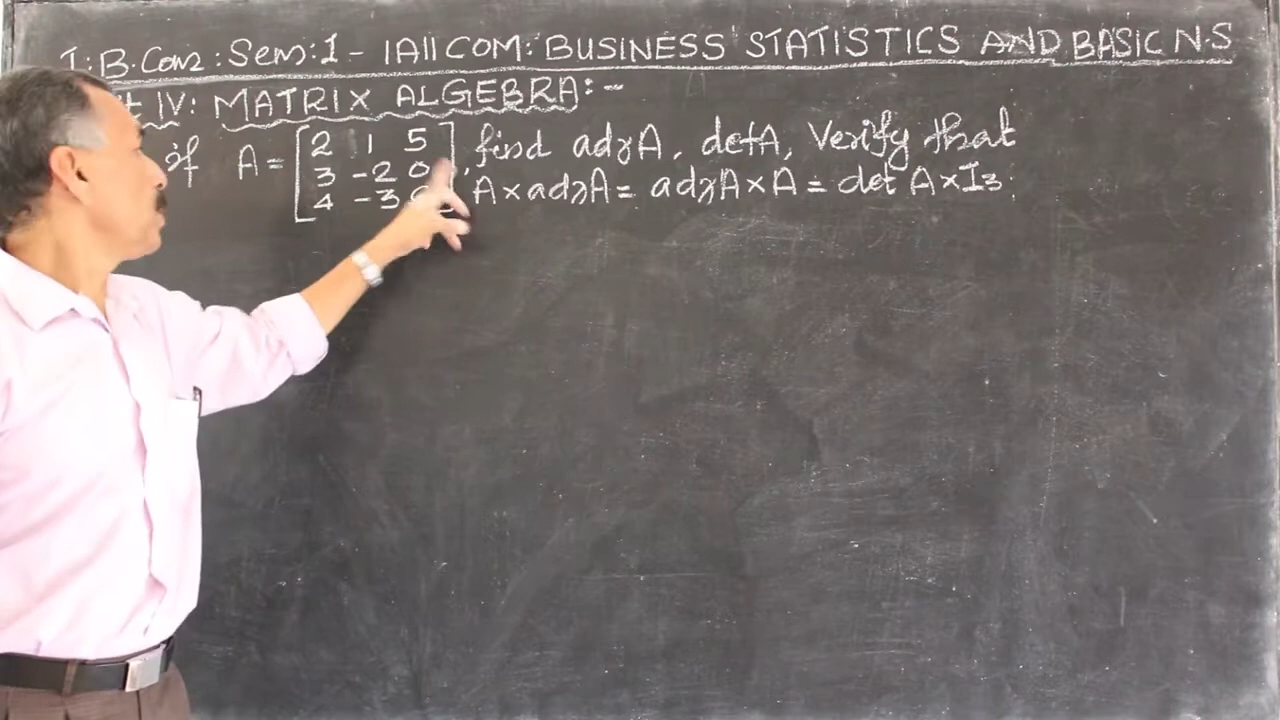 I: B.Com: Sem: I - IAII COM: BUSINESS STATISTICS AND BASIC N.S
IV: MATRIX ALGEBRA:-
if A = [2 1 5], find adjA, detA, Verify that
[3 -2 0] A×adjA = adjA×A = det A×I3.
[4 -3